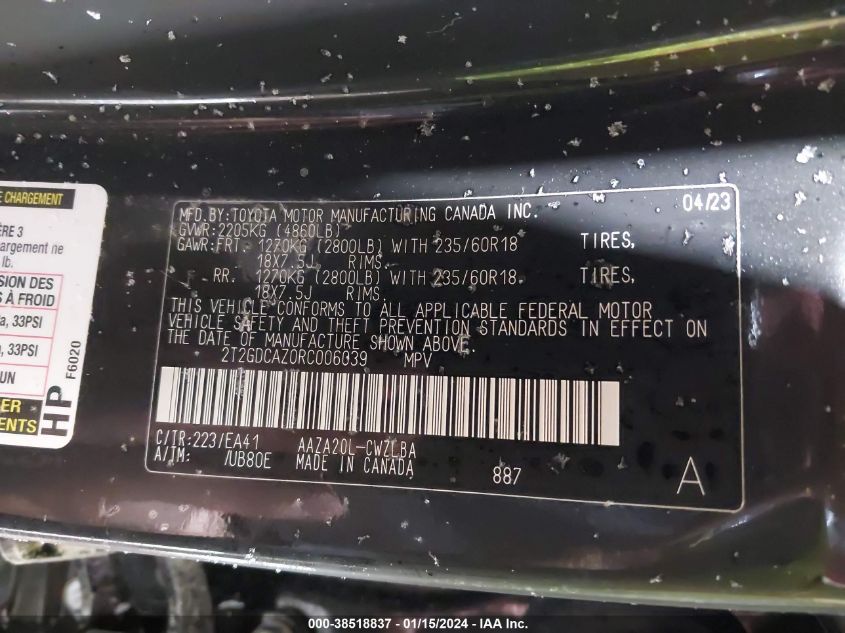 CHARGEMENT
ÈRE 3
argement ne
lb.
SION DES
S À FROID
a, 33PSI
, 33PSI
UN
ER
ENTS
HP
F6020
MFD.BY:TOYOTA MOTOR MANUFACTURING CANADA INC. 04/23
GVWR:2205KG (4860LB)
GAWR:FRT. 1270KG (2800LB) WITH 235/60R18 TIRES,
18X7.5J RIMS.
RR. 1270KG (2800LB) WITH 235/60R18 TIRES,
18X7.5J RIMS.
THIS VEHICLE CONFORMS TO ALL APPLICABLE FEDERAL MOTOR
VEHICLE SAFETY AND THEFT PREVENTION STANDARDS IN EFFECT ON
THE DATE OF MANUFACTURE SHOWN ABOVE.
2T2GDCAZ0RC006039 MPV
C/TR:223/EA41 AAZA20L-CWZLBA
A/TM: /UB80E MADE IN CANADA 887 A
000-38518837 - 01/15/2024 - IAA Inc.